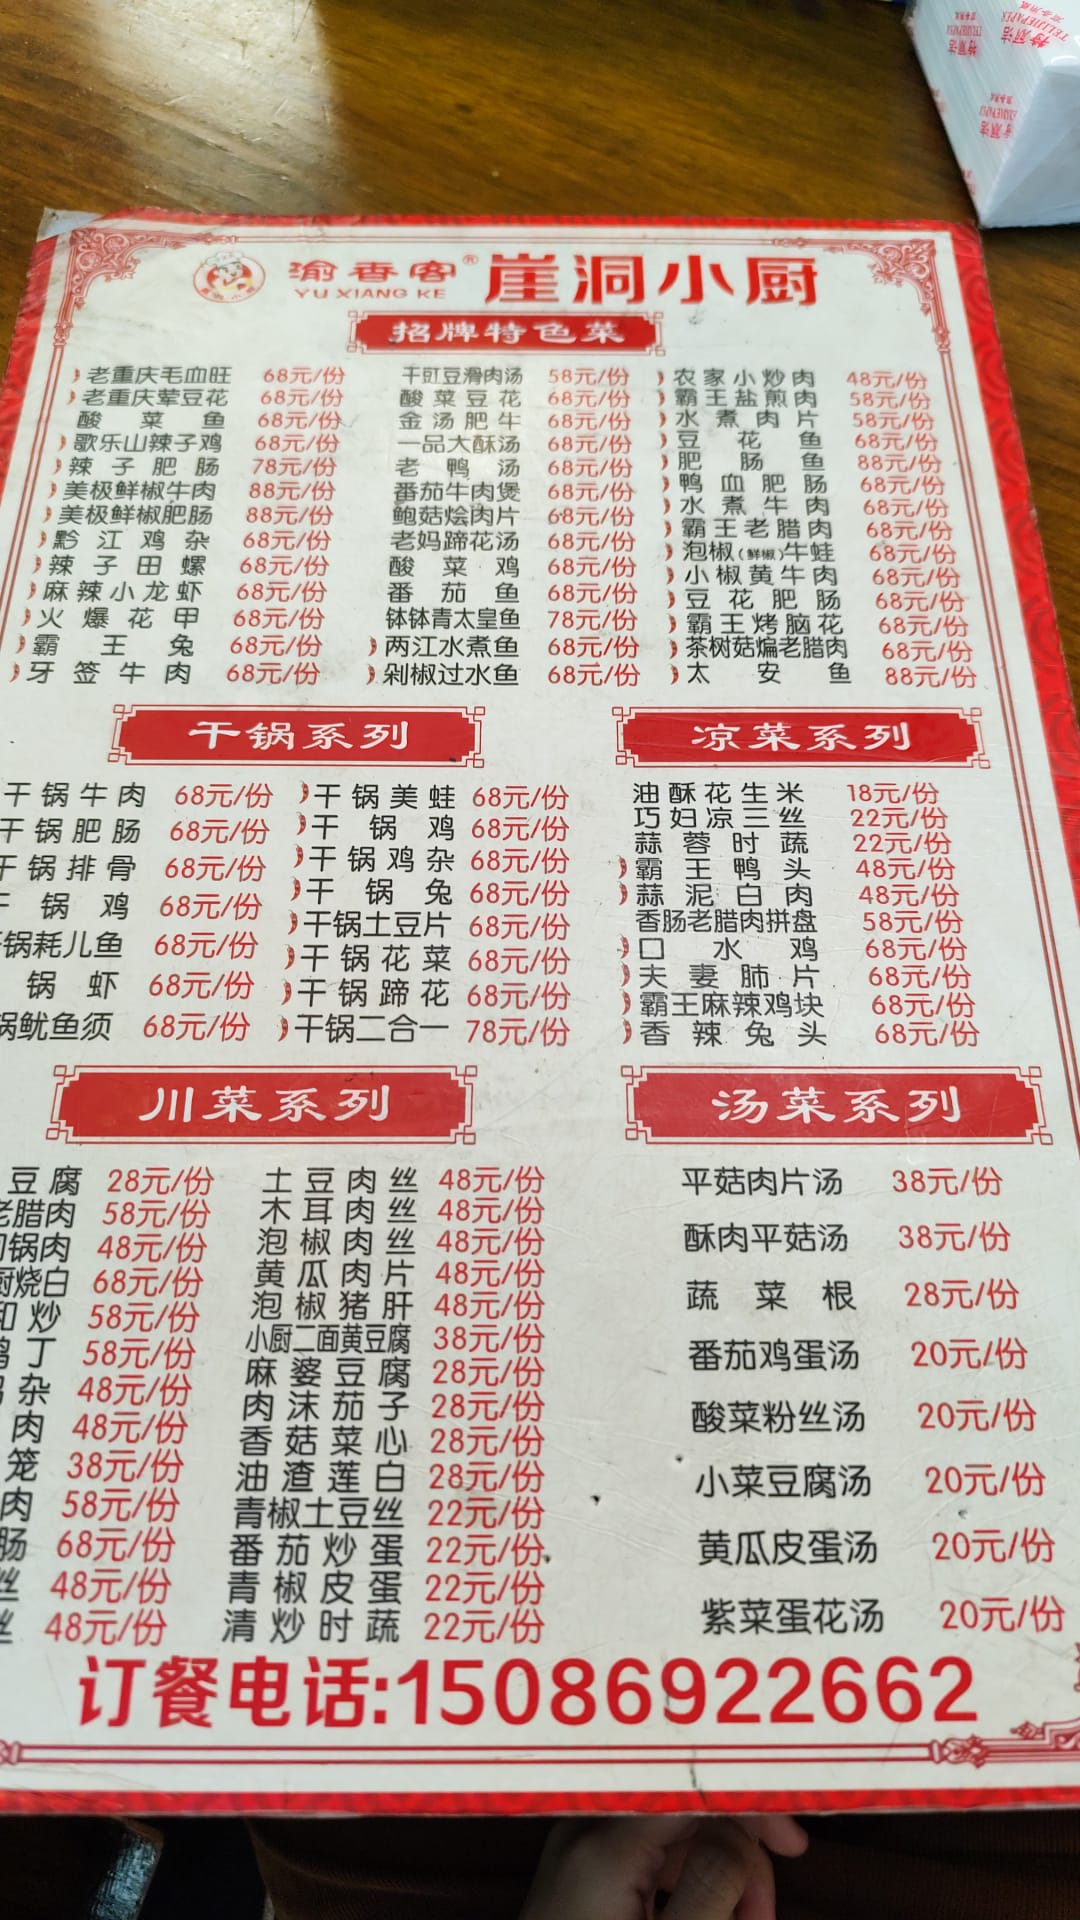 渝香客® 崖洞小厨
YU XIANG KE
招牌特色菜
老重庆毛血旺 68元/份
老重庆荤豆花 68元/份
酸菜鱼 68元/份
歌乐山辣子鸡 68元/份
辣子肥肠 78元/份
美极鲜椒牛肉 88元/份
美极鲜椒肥肠 88元/份
黔江鸡杂 68元/份
辣子田螺 68元/份
麻辣小龙虾 68元/份
火爆花甲 68元/份
霸王兔 68元/份
牙签牛肉 68元/份
干豇豆滑肉汤 58元/份
酸菜豆花 68元/份
金汤肥牛 68元/份
一品大酥汤 68元/份
老鸭汤 68元/份
番茄牛肉煲 68元/份
鲍菇烩肉片 68元/份
老妈蹄花汤 68元/份
酸菜鸡 68元/份
番茄鱼 68元/份
钵钵青太皇鱼 78元/份
两江水煮鱼 68元/份
剁椒过水鱼 68元/份
农家小炒肉 48元/份
霸王盐煎肉 58元/份
水煮肉片 58元/份
豆花鱼 68元/份
肥肠鱼 88元/份
鸭血肥肠 68元/份
水煮牛肉 68元/份
霸王老腊肉 68元/份
泡椒(鲜椒)牛蛙 68元/份
小椒黄牛肉 68元/份
豆花肥肠 68元/份
霸王烤脑花 68元/份
茶树菇煸老腊肉 68元/份
太安鱼 88元/份
干锅系列
干锅牛肉 68元/份
干锅肥肠 68元/份
干锅排骨 68元/份
干锅鸡 68元/份
锅耗儿鱼 68元/份
锅虾 68元/份
锅鱿鱼须 68元/份
干锅美蛙 68元/份
干锅鸡 68元/份
干锅鸡杂 68元/份
干锅兔 68元/份
干锅土豆片 68元/份
干锅花菜 68元/份
干锅蹄花 68元/份
干锅二合一 78元/份
凉菜系列
油酥花生米 18元/份
巧妇凉三丝 22元/份
蒜蓉时蔬 22元/份
霸王鸭头 48元/份
蒜泥白肉 48元/份
香肠老腊肉拼盘 58元/份
口水鸡 68元/份
夫妻肺片 68元/份
霸王麻辣鸡块 68元/份
香辣兔头 68元/份
川菜系列
豆腐 28元/份
老腊肉 58元/份
回锅肉 48元/份
厨烧白 68元/份
炒 58元/份
鸡丁 58元/份
杂 48元/份
肉 48元/份
笼 38元/份
肉 58元/份
肠 68元/份
丝 48元/份
丝 48元/份
土豆肉丝 48元/份
木耳肉丝 48元/份
泡椒肉丝 48元/份
黄瓜肉片 48元/份
泡椒猪肝 48元/份
小厨二面黄豆腐 38元/份
麻婆豆腐 28元/份
肉沫茄子 28元/份
香菇菜心 28元/份
油渣莲白 28元/份
青椒土豆丝 22元/份
番茄炒蛋 22元/份
青椒皮蛋 22元/份
清炒时蔬 22元/份
汤菜系列
平菇肉片汤 38元/份
酥肉平菇汤 38元/份
蔬菜根 28元/份
番茄鸡蛋汤 20元/份
酸菜粉丝汤 20元/份
小菜豆腐汤 20元/份
黄瓜皮蛋汤 20元/份
紫菜蛋花汤 20元/份
订餐电话:15086922662